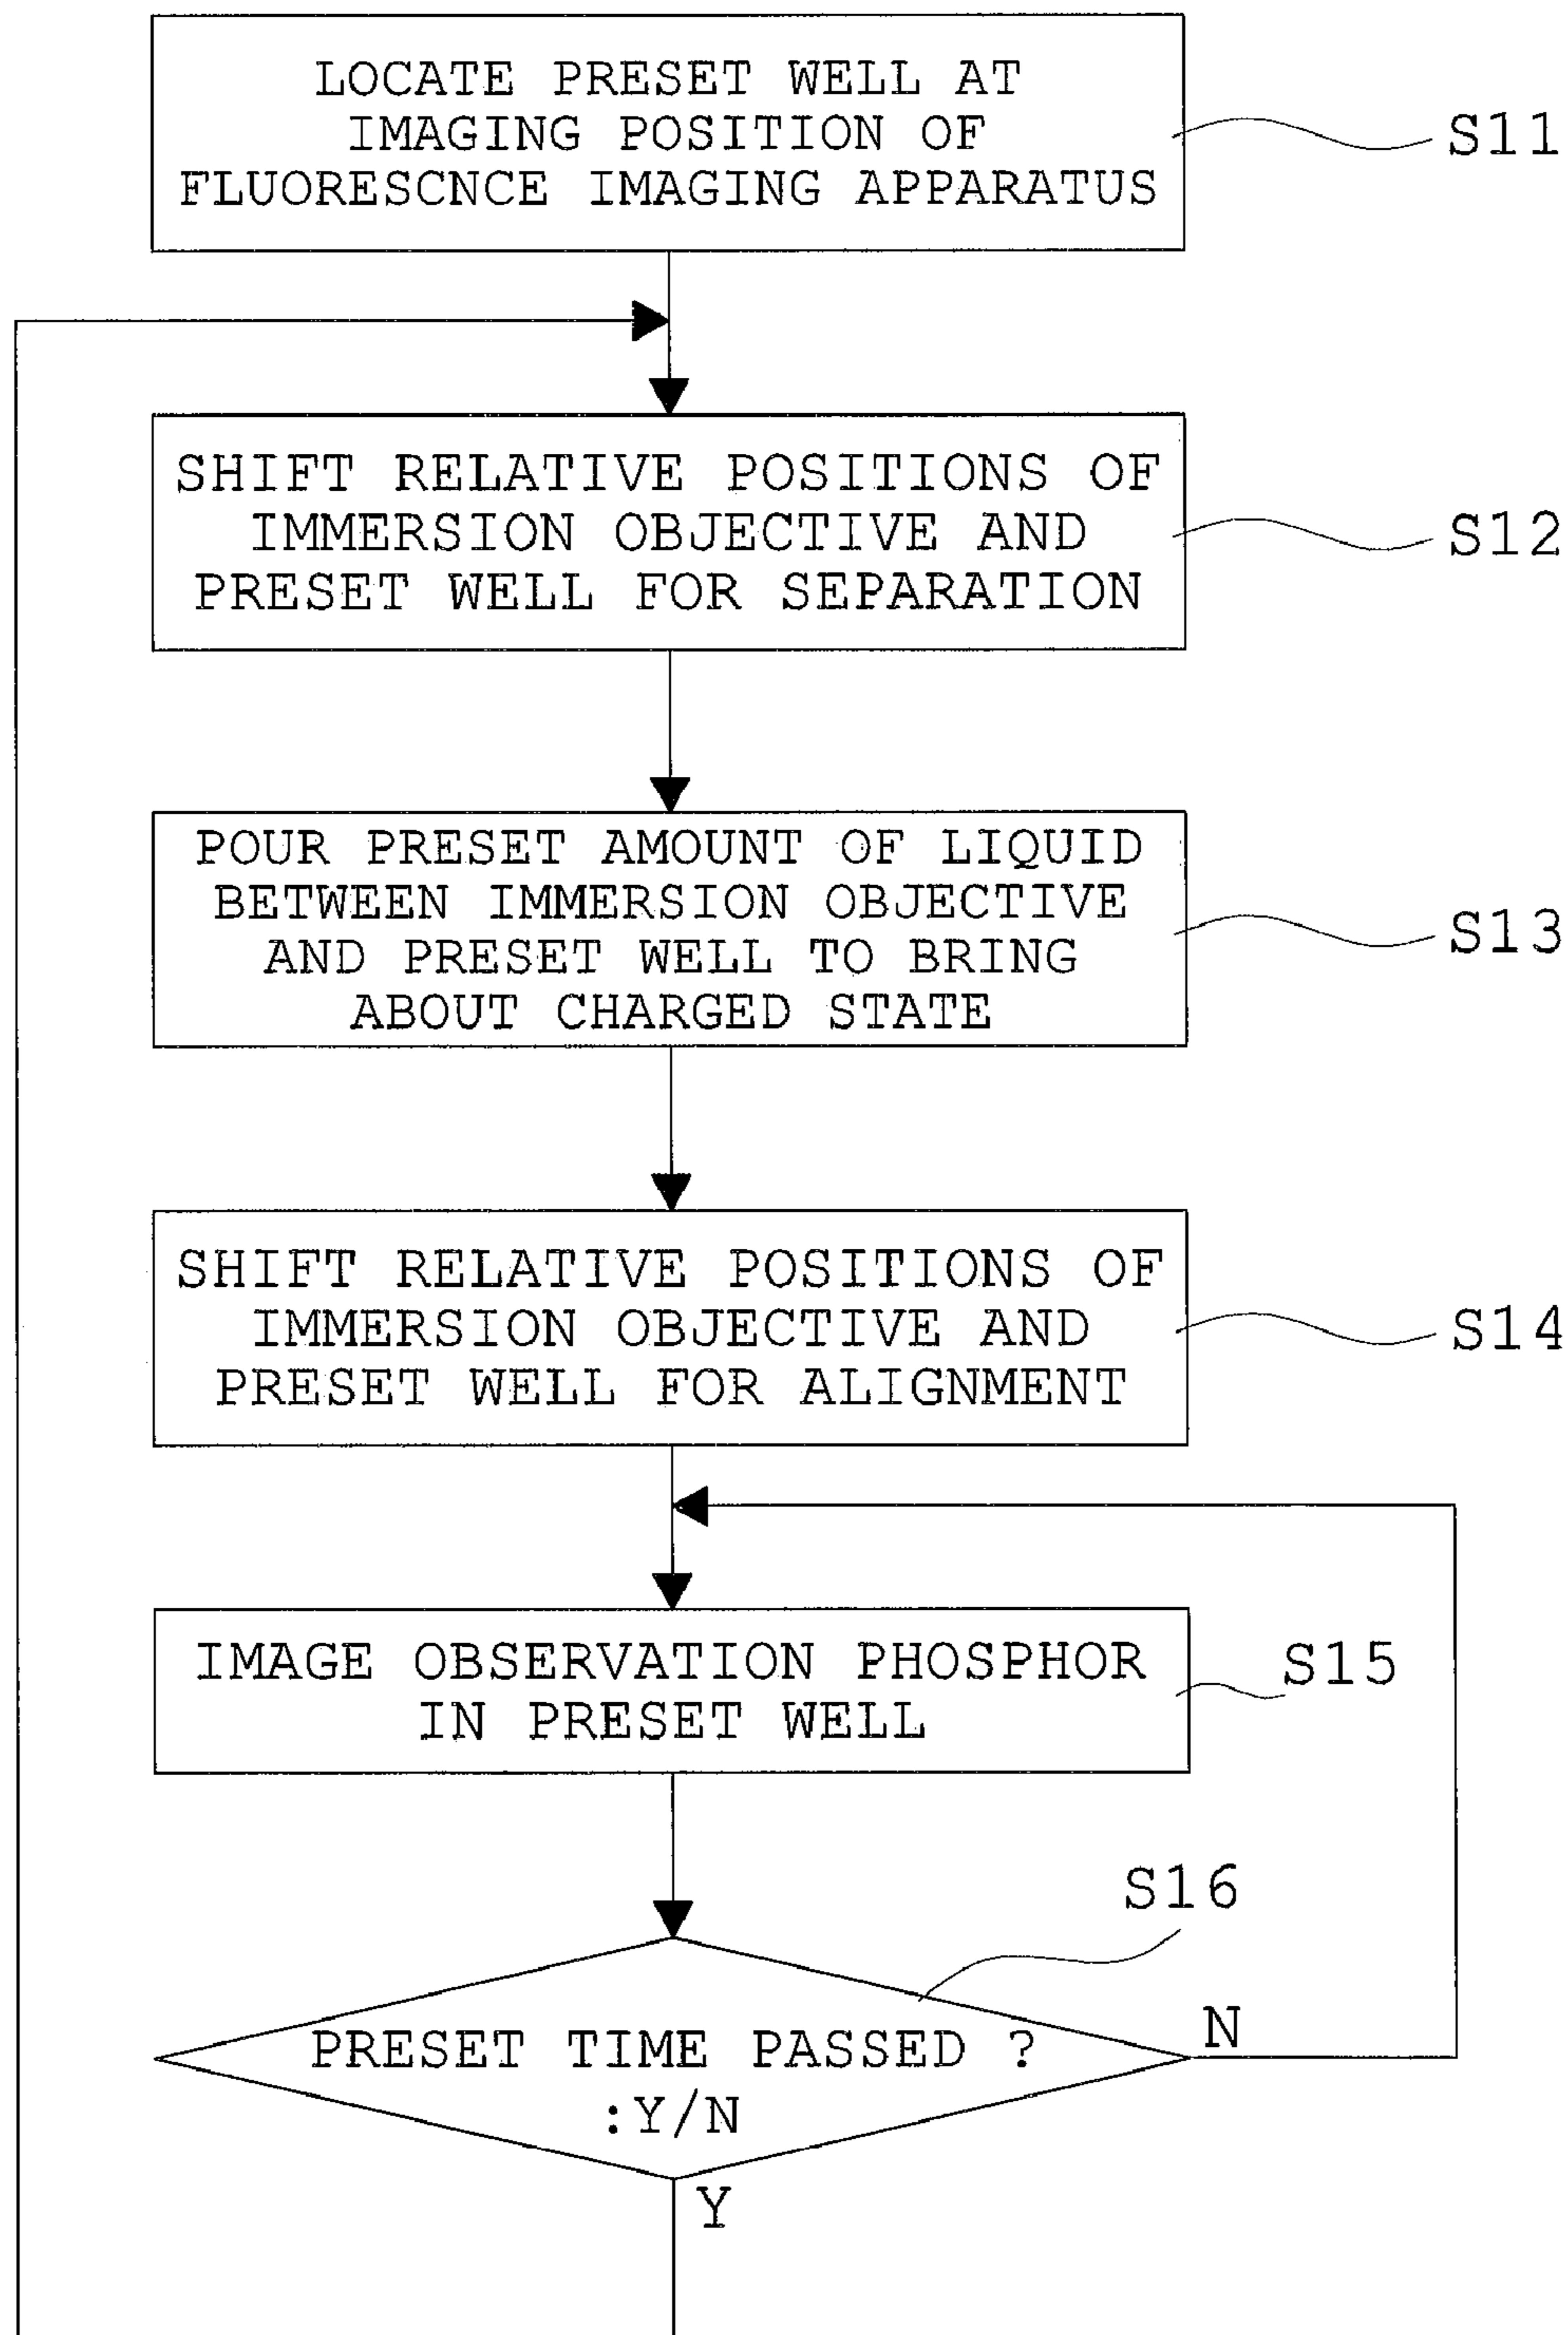 LOCATE PRESET WELL AT
IMAGING POSITION OF
FLUORESCNCE IMAGING APPARATUS
S11
SHIFT RELATIVE POSITIONS OF
IMMERSION OBJECTIVE AND
PRESET WELL FOR SEPARATION
S12
POUR PRESET AMOUNT OF LIQUID
BETWEEN IMMERSION OBJECTIVE
AND PRESET WELL TO BRING
ABOUT CHARGED STATE
S13
SHIFT RELATIVE POSITIONS OF
IMMERSION OBJECTIVE AND
PRESET WELL FOR ALIGNMENT
S14
IMAGE OBSERVATION PHOSPHOR
IN PRESET WELL
S15
S16
PRESET TIME PASSED ?
:Y/N
N
Y